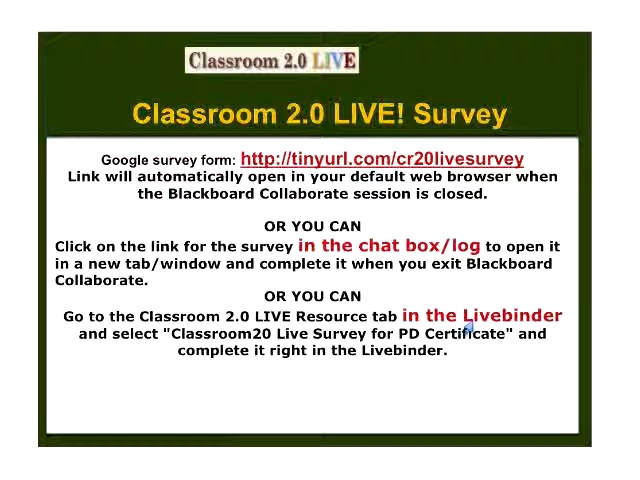 Classroom 2.0 LIVE
Classroom 2.0 LIVE! Survey
Google survey form: http://tinyurl.com/cr20livesurvey
Link will automatically open in your default web browser when
the Blackboard Collaborate session is closed.
OR YOU CAN
Click on the link for the survey in the chat box/log to open it
in a new tab/window and complete it when you exit Blackboard
Collaborate.
OR YOU CAN
Go to the Classroom 2.0 LIVE Resource tab in the Livebinder
and select "Classroom20 Live Survey for PD Certificate" and
complete it right in the Livebinder.